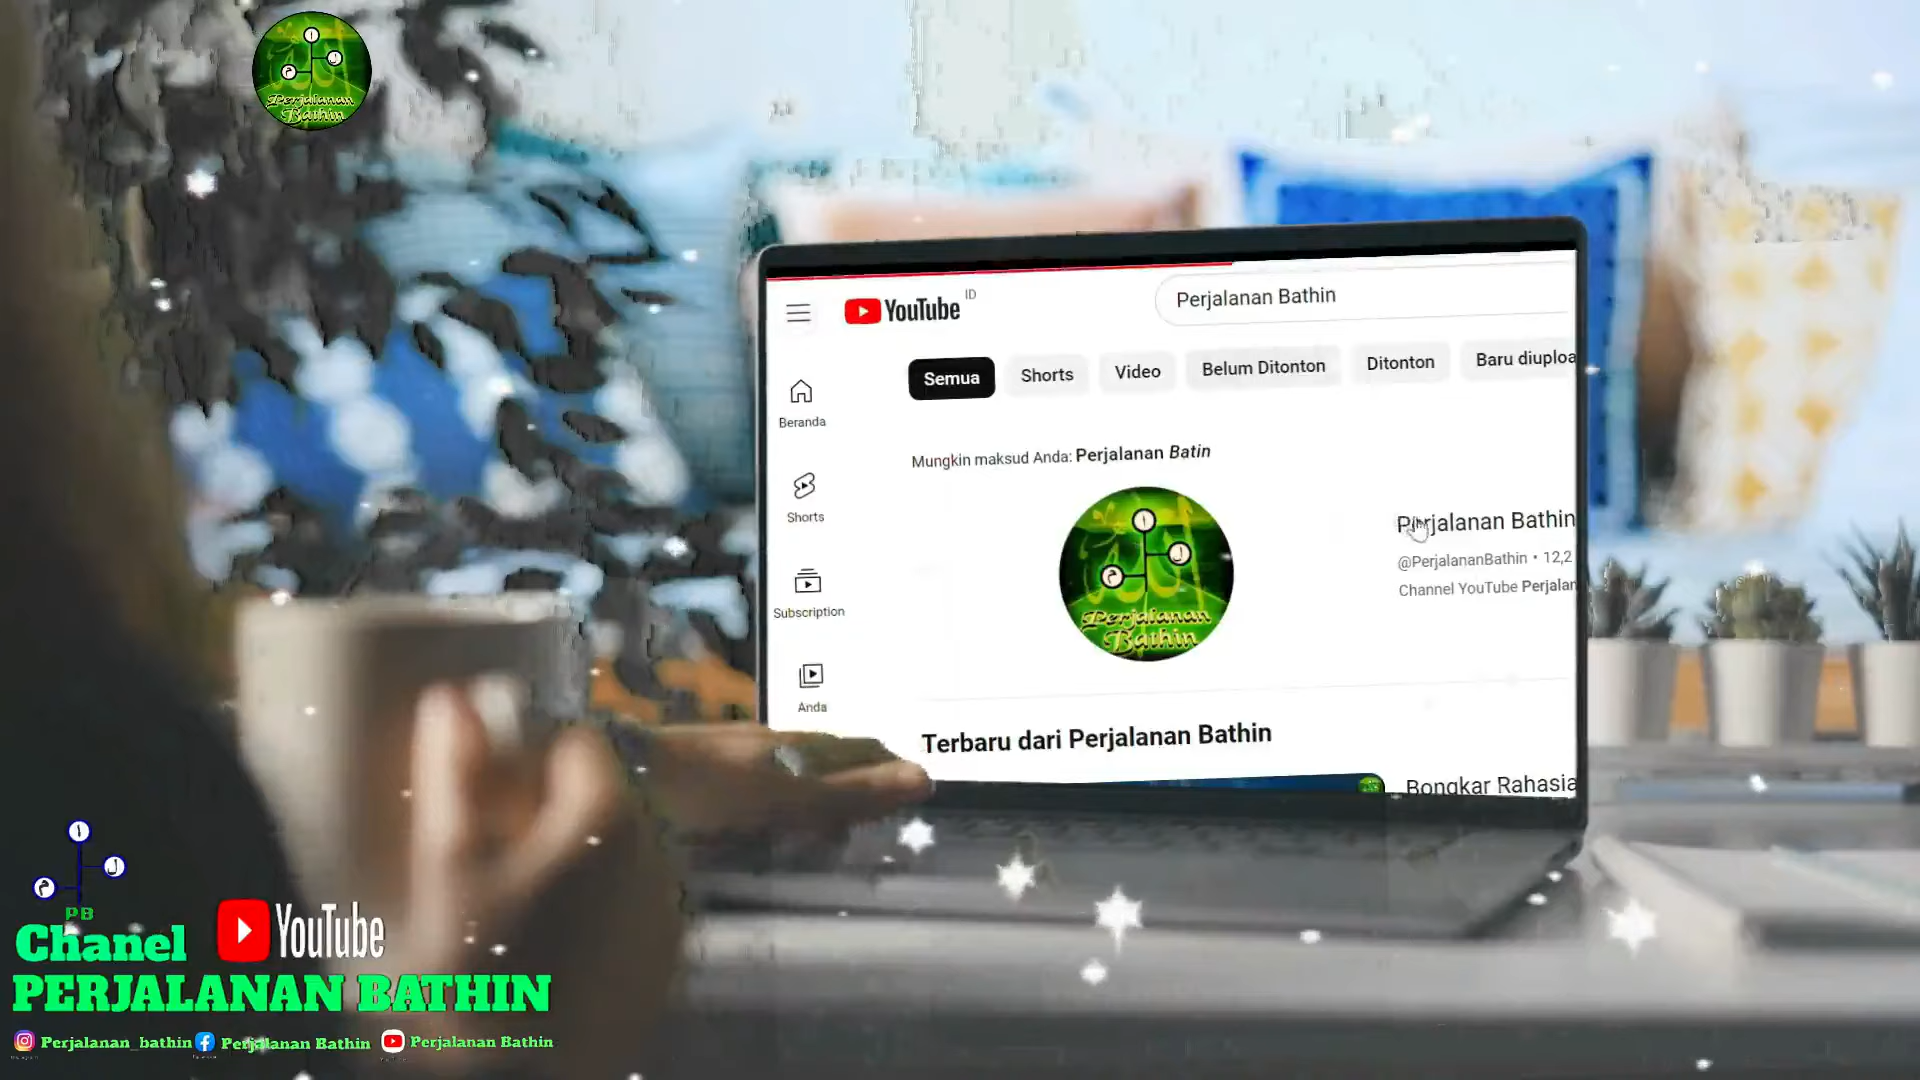 ا
ل
م
Perjalanan
Bathin
YouTube ID
Perjalanan Bathin
Semua
Shorts
Video
Belum Ditonton
Ditonton
Baru diuploa
Beranda
Shorts
Subscription
Anda
Mungkin maksud Anda: Perjalanan Batin
ا
ل
م
Perjalanan
Bathin
Perjalanan Bathin
@PerjalananBathin • 12,2
Channel YouTube Perjalan
Terbaru dari Perjalanan Bathin
Bongkar Rahasia
ا
ل
م
PB
Chanel YouTube
PERJALANAN BATHIN
Perjalanan_bathin Perjalanan Bathin Perjalanan Bathin